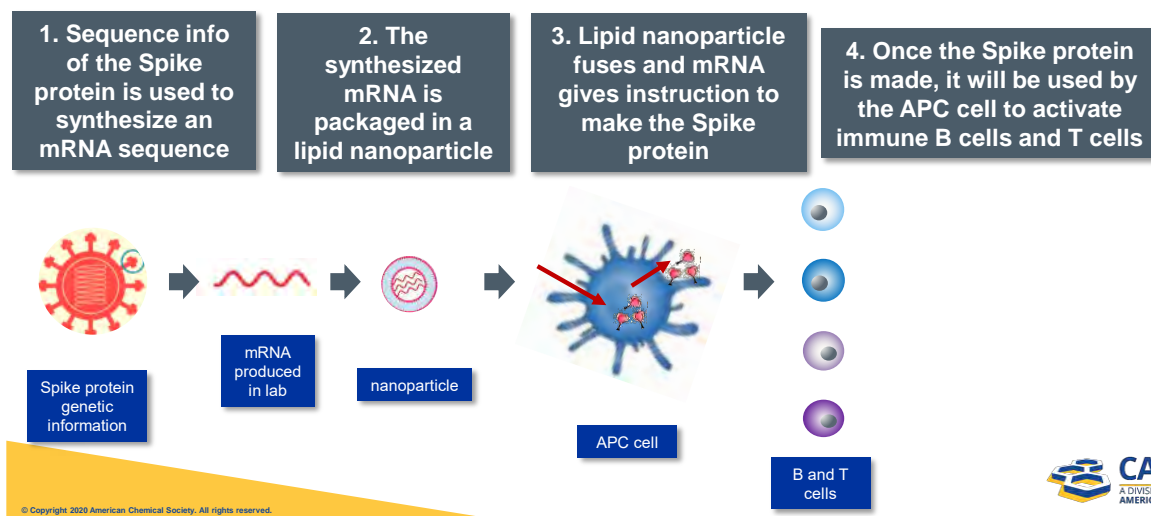 1. Sequence info
of the Spike
protein is used to
synthesize an
mRNA sequence
2. The
synthesized
mRNA is
packaged in a
lipid nanoparticle
3. Lipid nanoparticle
fuses and mRNA
gives instruction to
make the Spike
protein
4. Once the Spike protein
is made, it will be used by
the APC cell to activate
immune B cells and T cells
Spike protein
genetic
information
mRNA
produced
in lab
nanoparticle
APC cell
B and T
cells
© Copyright 2020 American Chemical Society. All rights reserved.
CA
A DIVIS
AMERIC